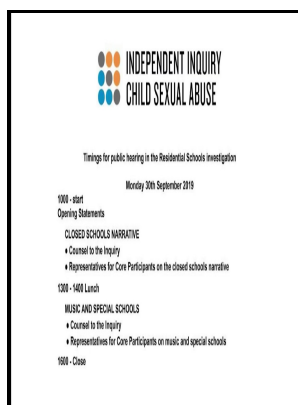 INDEPENDENT INQUIRY
CHILD SEXUAL ABUSE
Timings for public hearing in the Residential Schools investigation
Monday 30th September 2019
1000 - start
Opening Statements
CLOSED SCHOOLS NARRATIVE
• Counsel to the Inquiry
• Representatives for Core Participants on the closed schools narrative
1300 - 1400 Lunch
MUSIC AND SPECIAL SCHOOLS
• Counsel to the Inquiry
• Representatives for Core Participants on music and special schools
1600 - Close